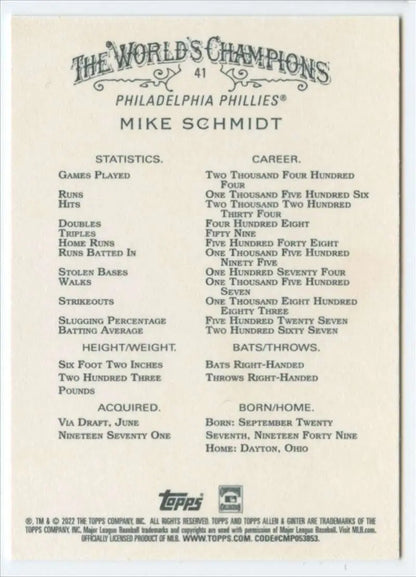 The World's Champions
41
Philadelphia Phillies®
Mike Schmidt
Statistics. Career.
Games Played Two Thousand Four Hundred
Four
Runs One Thousand Five Hundred Six
Hits Two Thousand Two Hundred
Thirty Four
Doubles Four Hundred Eight
Triples Fifty Nine
Home Runs Five Hundred Forty Eight
Runs Batted In One Thousand Five Hundred
Ninety Five
Stolen Bases One Hundred Seventy Four
Walks One Thousand Five Hundred
Seven
Strikeouts One Thousand Eight Hundred
Eighty Three
Slugging Percentage Five Hundred Twenty Seven
Batting Average Two Hundred Sixty Seven
Height/Weight. Bats/Throws.
Six Foot Two Inches Bats Right-Handed
Two Hundred Three Throws Right-Handed
Pounds
Acquired. Born/Home.
Via Draft, June Born: September Twenty
Nineteen Seventy One Seventh, Nineteen Forty Nine
Home: Dayton, Ohio
Topps
®, TM & © 2022 THE TOPPS COMPANY, INC. ALL RIGHTS RESERVED. TOPPS AND TOPPS ALLEN & GINTER ARE TRADEMARKS OF THE
TOPPS COMPANY, INC. Major League Baseball trademarks and copyrights are used with permission of Major League Baseball. Visit MLB.com.
OFFICIALLY LICENSED PRODUCT OF MLB. WWW.TOPPS.COM. CODE#CMP053853.